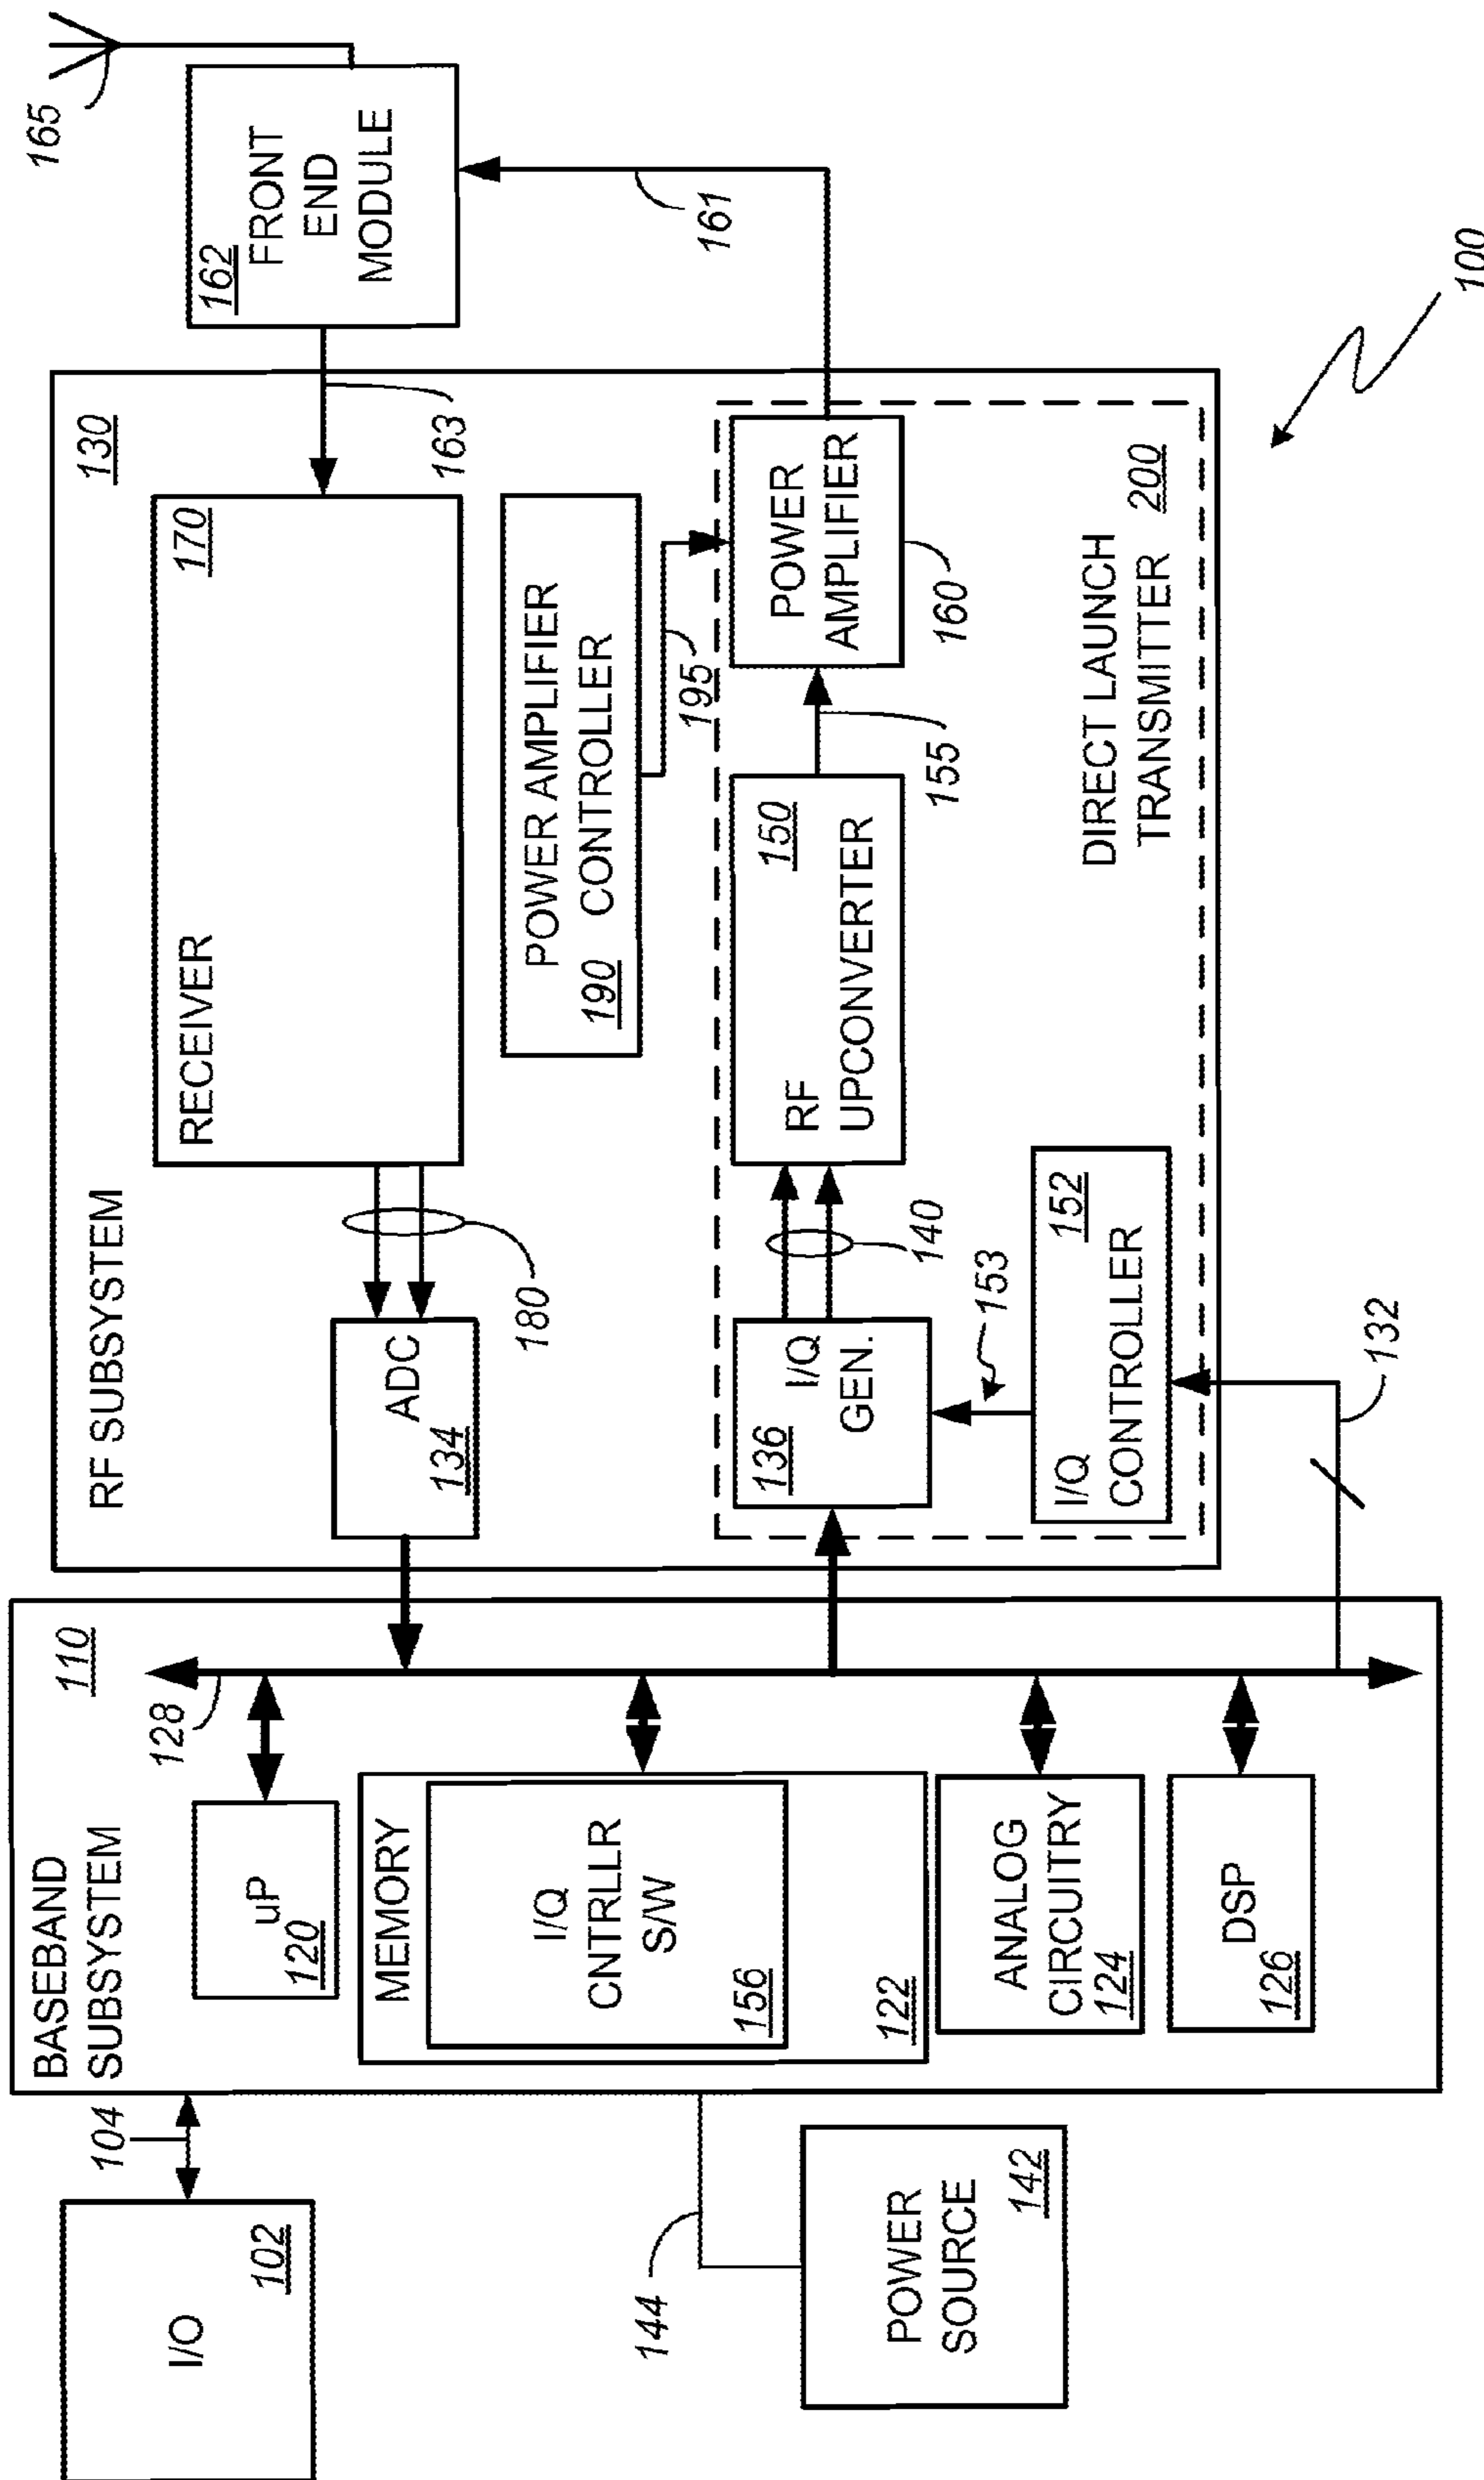 I/O
102
104
BASEBAND
SUBSYSTEM
110
128
uP
120
MEMORY
I/Q
CNTRLLR
S/W
156
122
ANALOG
CIRCUITRY
124
DSP
126
144
POWER
SOURCE
142
RF SUBSYSTEM
130
RECEIVER
170
ADC
134
180
163
POWER AMPLIFIER
190 CONTROLLER
195
136
I/Q
GEN.
140
RF
UPCONVERTER
150
155
POWER
AMPLIFIER
160
153
I/Q
CONTROLLER
152
132
DIRECT LAUNCH
TRANSMITTER 200
165
162
FRONT
END
MODULE
161
100